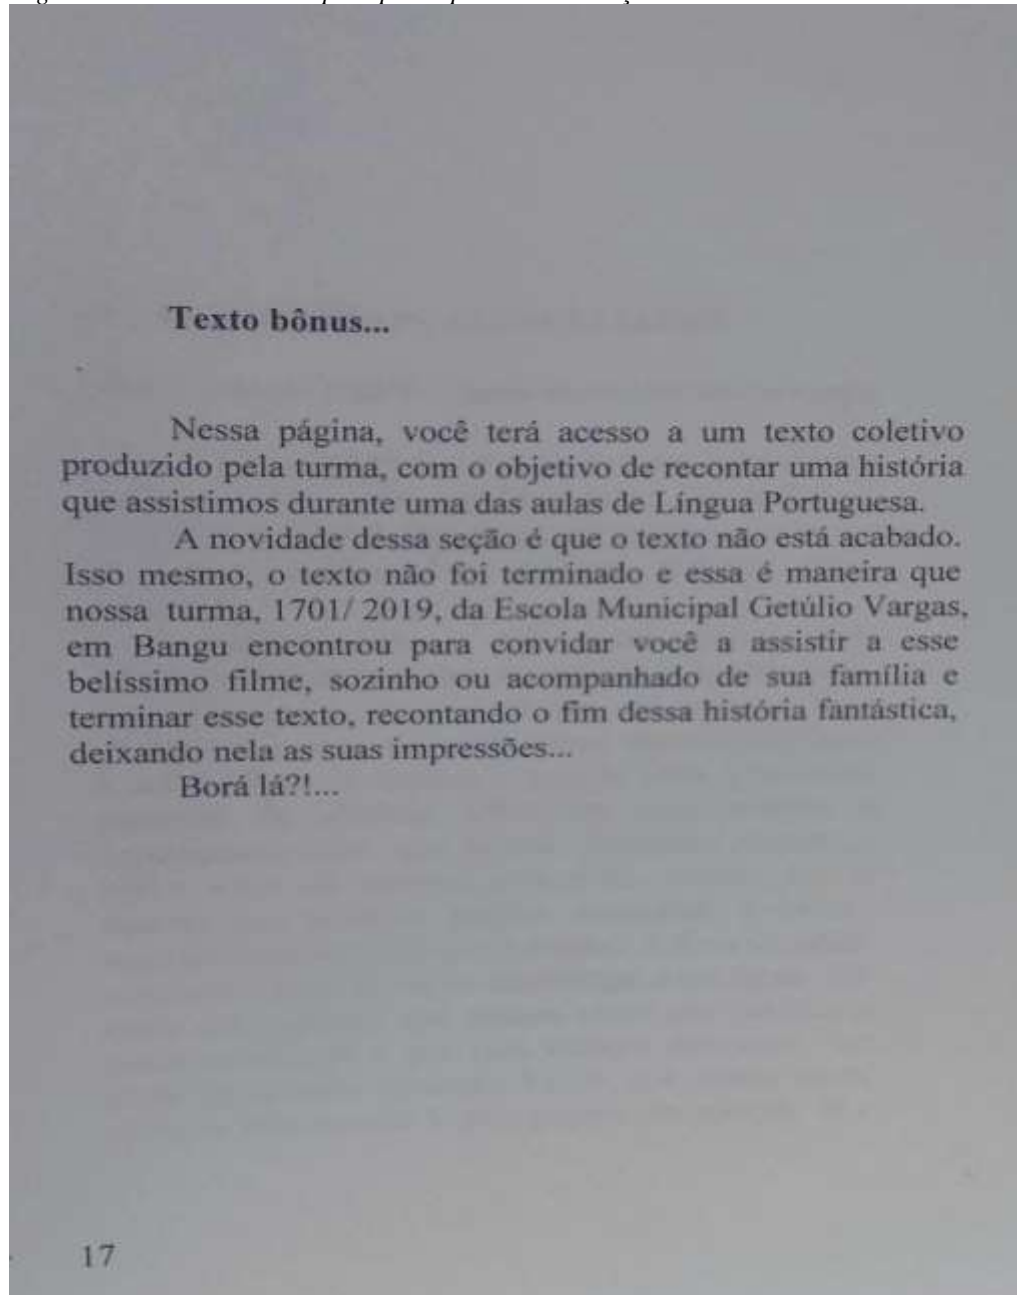 Texto bônus...
Nessa página, você terá acesso a um texto coletivo
produzido pela turma, com o objetivo de recontar uma história
que assistimos durante uma das aulas de Língua Portuguesa.
A novidade dessa seção é que o texto não está acabado.
Isso mesmo, o texto não foi terminado e essa é maneira que
nossa turma, 1701/ 2019, da Escola Municipal Getúlio Vargas,
em Bangu encontrou para convidar você a assistir a esse
belíssimo filme, sozinho ou acompanhado de sua família e
terminar esse texto, recontando o fim dessa história fantástica,
deixando nela as suas impressões...
Borá lá?!...
17